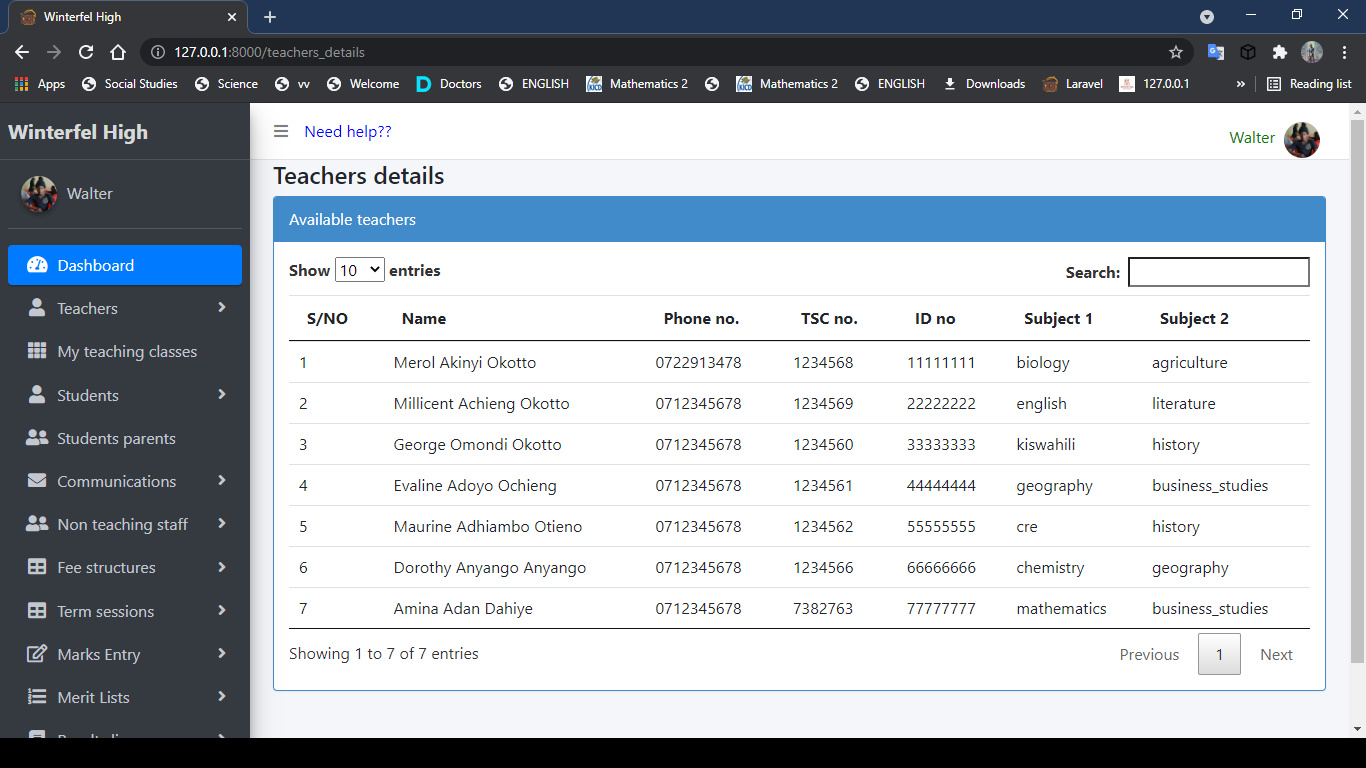 Winterfel High
127.0.0.1:8000/teachers_details
Apps Social Studies Science vv Welcome Doctors ENGLISH Mathematics 2 Mathematics 2 ENGLISH Downloads Laravel 127.0.0.1 » Reading list
Winterfel High
Need help??
Walter
Walter
Dashboard
Teachers
My teaching classes
Students
Students parents
Communications
Non teaching staff
Fee structures
Term sessions
Marks Entry
Merit Lists
Teachers details
Available teachers
Show 10 entries
Search:
S/NO Name Phone no. TSC no. ID no Subject 1 Subject 2
1 Merol Akinyi Okotto 0722913478 1234568 11111111 biology agriculture
2 Millicent Achieng Okotto 0712345678 1234569 22222222 english literature
3 George Omondi Okotto 0712345678 1234560 33333333 kiswahili history
4 Evaline Adoyo Ochieng 0712345678 1234561 44444444 geography business_studies
5 Maurine Adhiambo Otieno 0712345678 1234562 55555555 cre history
6 Dorothy Anyango Anyango 0712345678 1234566 66666666 chemistry geography
7 Amina Adan Dahiye 0712345678 7382763 77777777 mathematics business_studies
Showing 1 to 7 of 7 entries
Previous 1 Next